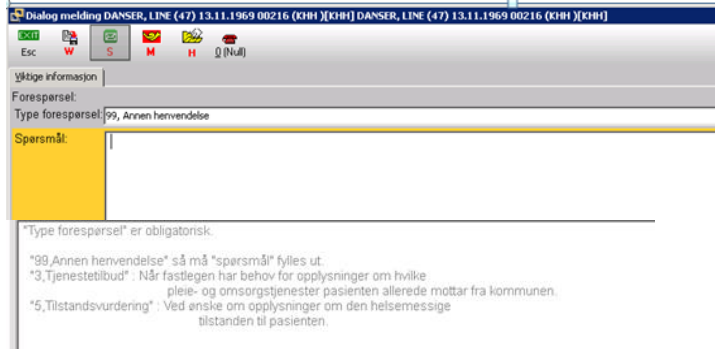 Dialog melding DANSER, LINE (47) 13.11.1969 00216 (KHH )[KHH] DANSER, LINE (47) 13.11.1969 00216 (KHH )[KHH]
EXIT
Esc W S M H 0 (Null)
Viktige informasjon
Forespørsel:
Type forespørsel: 99, Annen henvendelse
Spørsmål:
"Type forespørsel" er obligatorisk.
"99,Annen henvendelse" så må "spørsmål" fylles ut.
"3,Tjenestetilbud" : Når fastlegen har behov for opplysninger om hvilke
pleie- og omsorgstjenester pasienten allerede mottar fra kommunen.
"5,Tilstandsvurdering" : Ved ønske om opplysninger om den helsemessige
tilstanden til pasienten.